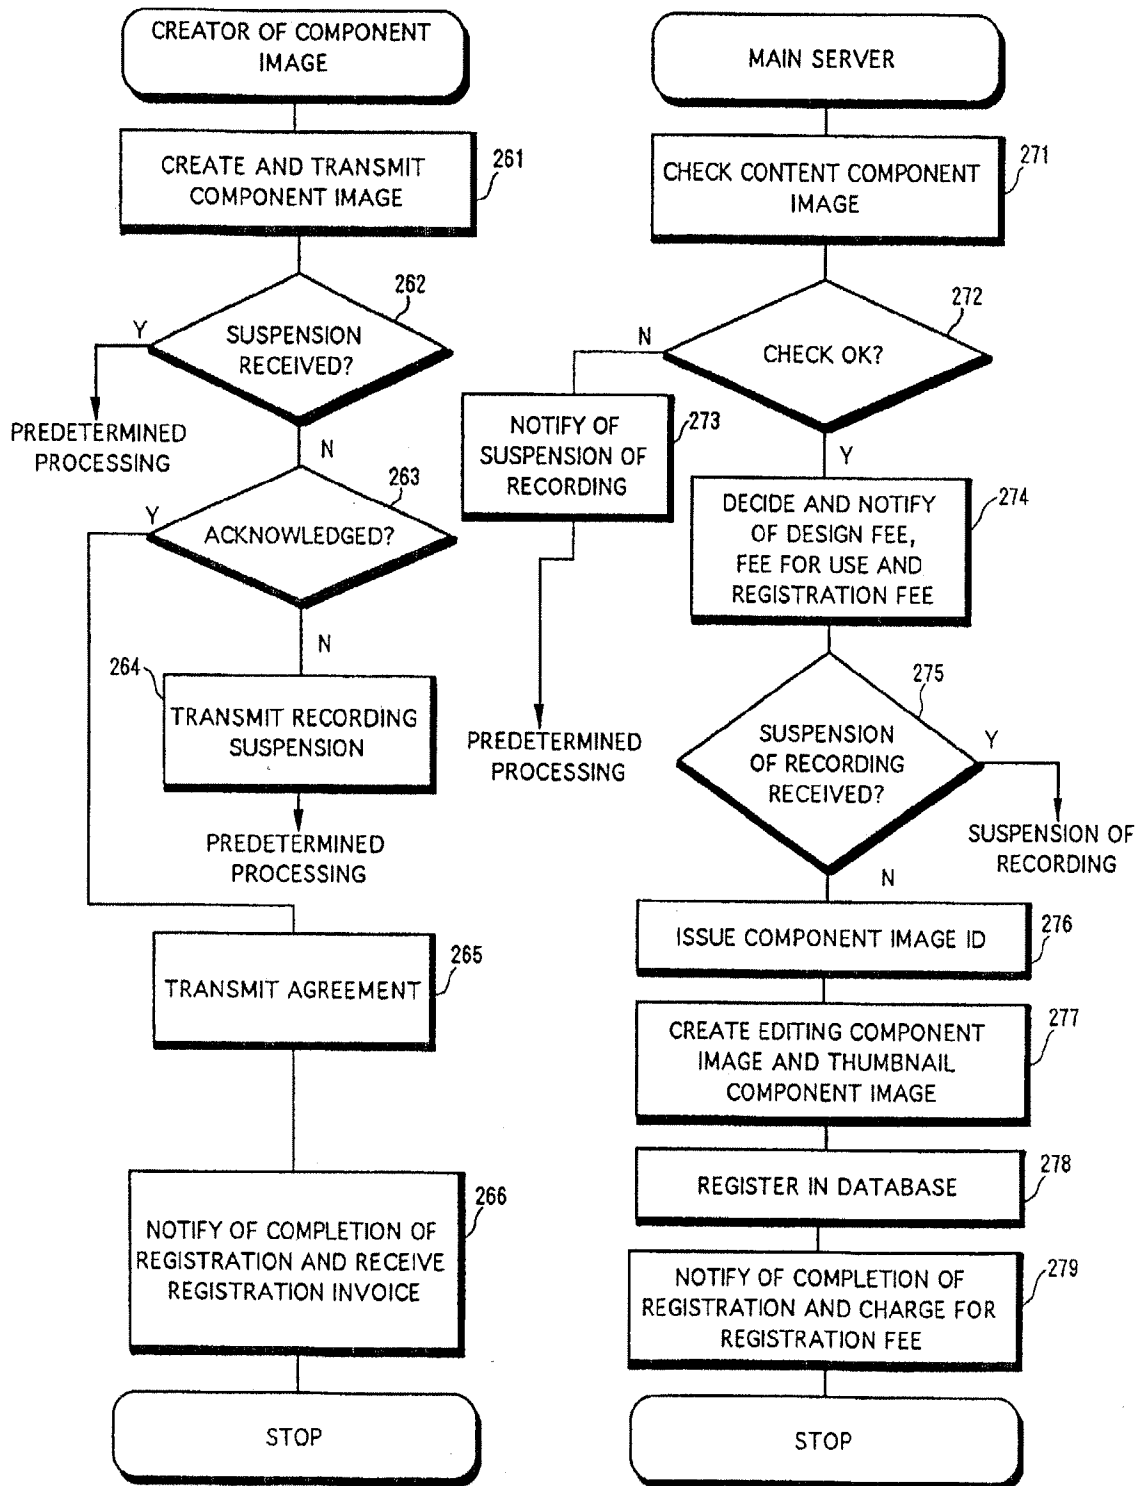 CREATOR OF COMPONENT
IMAGE
CREATE AND TRANSMIT
COMPONENT IMAGE
261
262
SUSPENSION
RECEIVED?
Y
PREDETERMINED
PROCESSING
N
263
Y
ACKNOWLEDGED?
N
264
TRANSMIT RECORDING
SUSPENSION
PREDETERMINED
PROCESSING
265
TRANSMIT AGREEMENT
266
NOTIFY OF COMPLETION OF
REGISTRATION AND RECEIVE
REGISTRATION INVOICE
STOP
MAIN SERVER
271
CHECK CONTENT COMPONENT
IMAGE
272
N
CHECK OK?
273
NOTIFY OF
SUSPENSION OF
RECORDING
PREDETERMINED
PROCESSING
Y
274
DECIDE AND NOTIFY
OF DESIGN FEE,
FEE FOR USE AND
REGISTRATION FEE
275
SUSPENSION
OF RECORDING
RECEIVED?
Y
SUSPENSION OF
RECORDING
N
ISSUE COMPONENT IMAGE ID
276
277
CREATE EDITING COMPONENT
IMAGE AND THUMBNAIL
COMPONENT IMAGE
278
REGISTER IN DATABASE
279
NOTIFY OF COMPLETION OF
REGISTRATION AND CHARGE FOR
REGISTRATION FEE
STOP